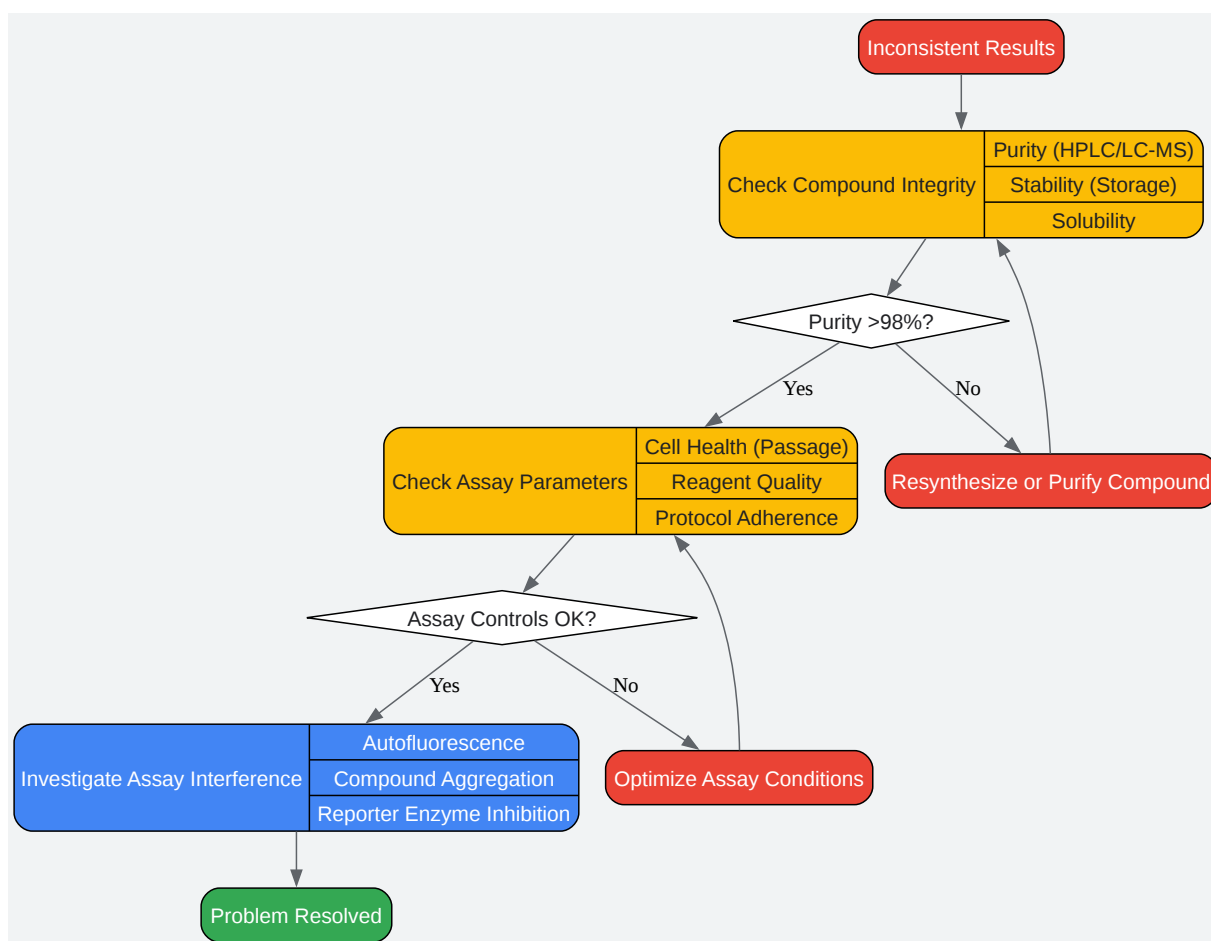 Inconsistent Results
Check Compound Integrity
Purity (HPLC/LC-MS)
Stability (Storage)
Solubility
Purity >98%?
Yes
No
Check Assay Parameters
Cell Health (Passage)
Reagent Quality
Protocol Adherence
Resynthesize or Purify Compound
Assay Controls OK?
Yes
No
Investigate Assay Interference
Autofluorescence
Compound Aggregation
Reporter Enzyme Inhibition
Optimize Assay Conditions
Problem Resolved